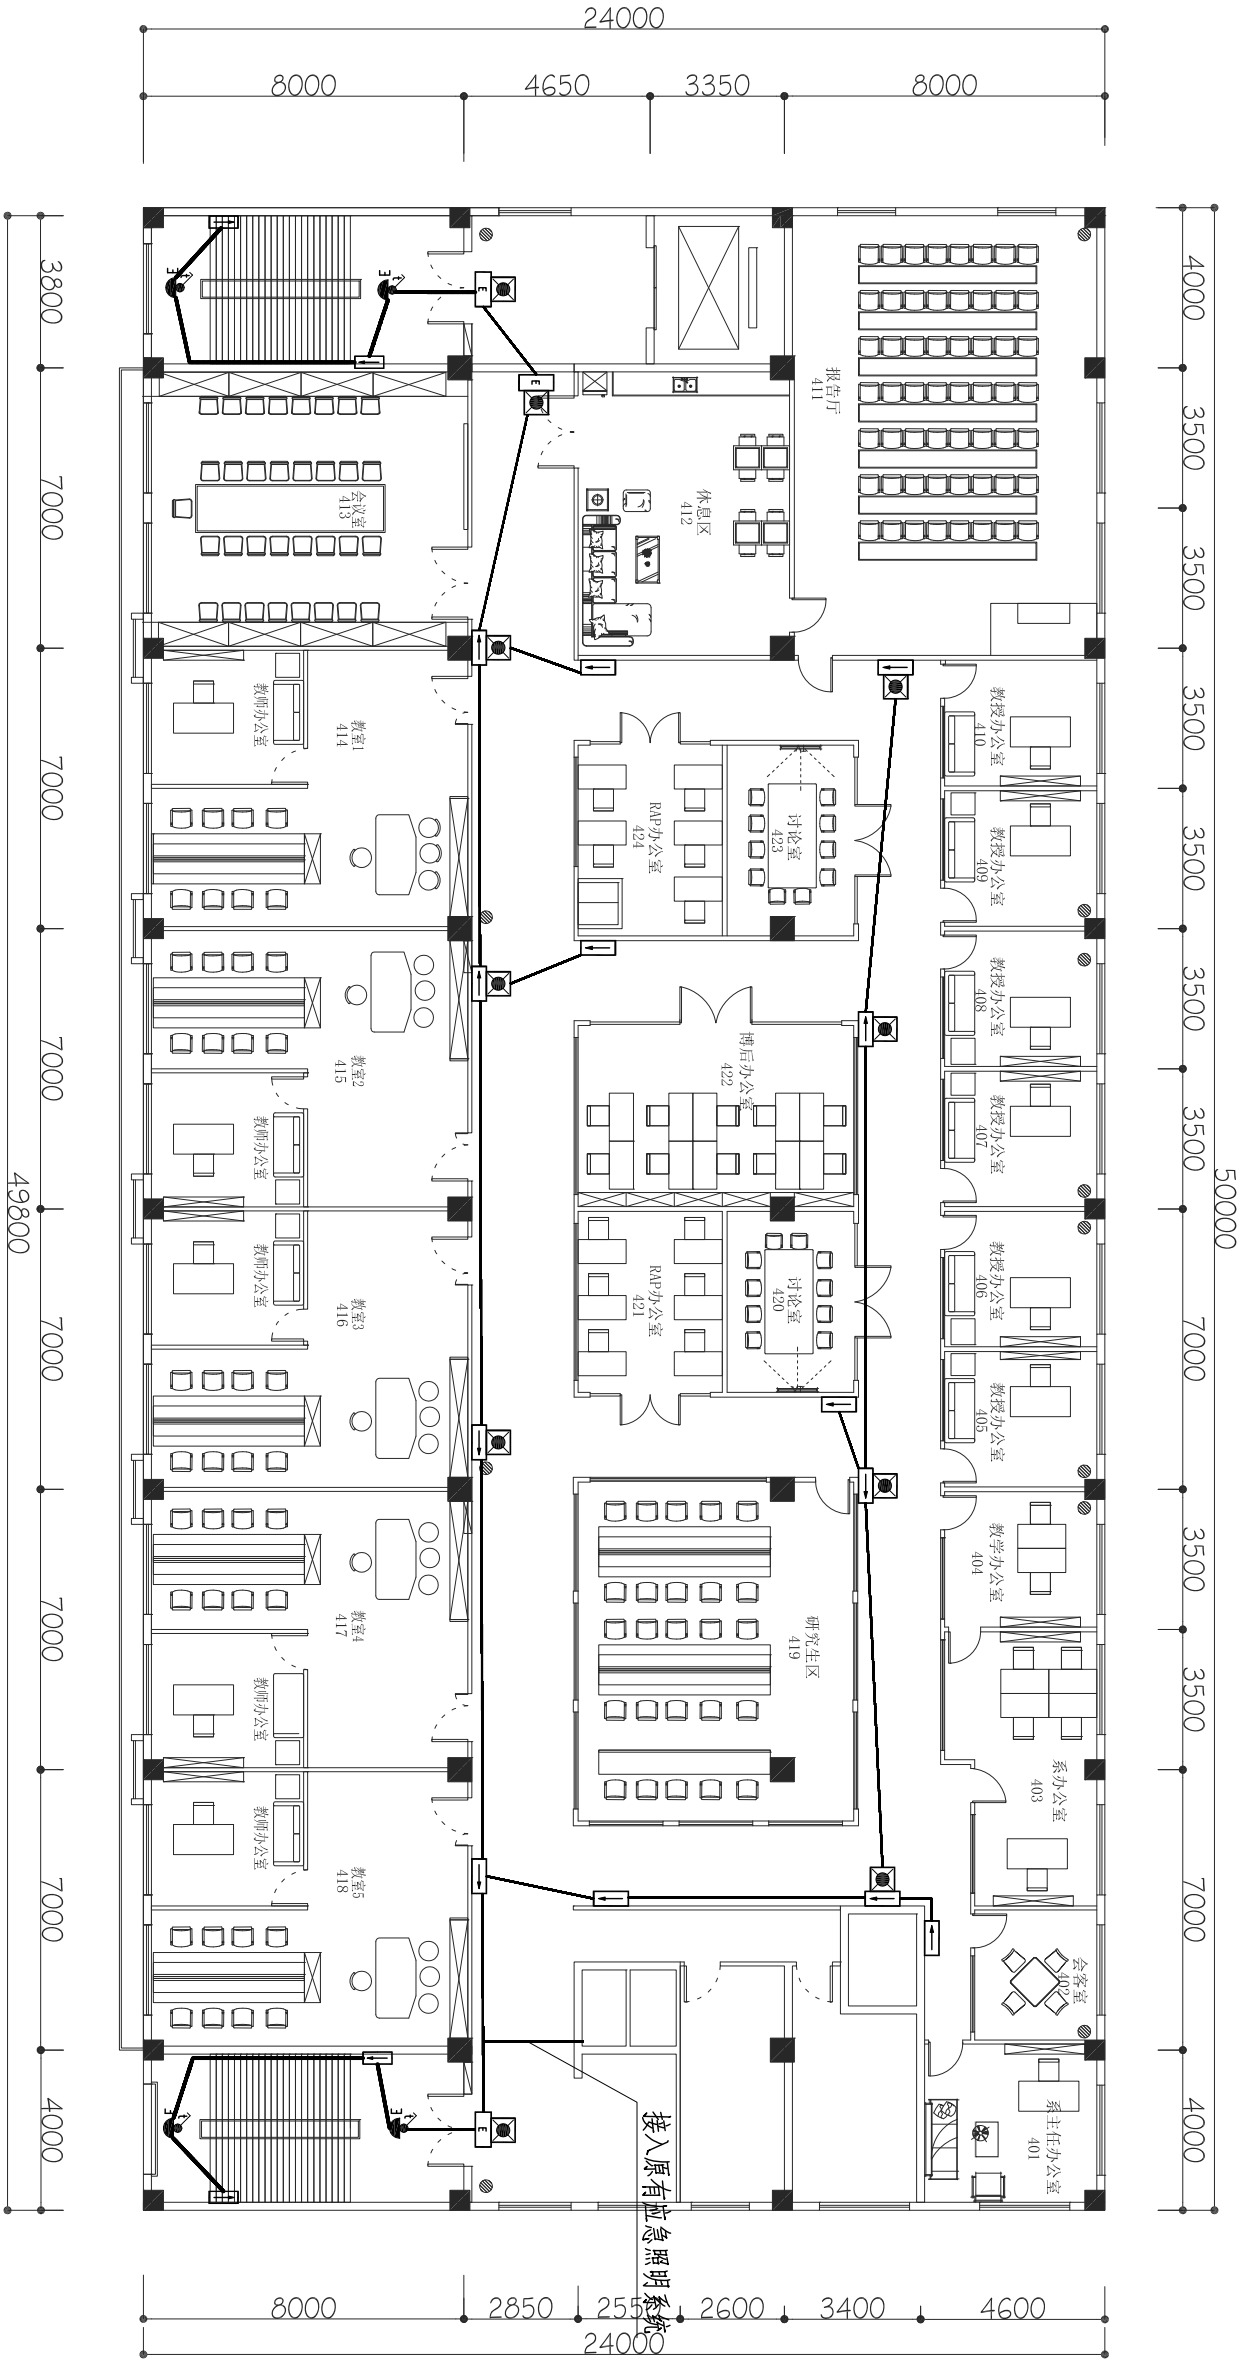 24000
8000
4650
3350
8000
4000
3500
3500
3500
3500
3500
3500
7000
3500
3500
7000
4000
50000
3800
7000
7000
7000
7000
7000
7000
4000
49800
报告厅
411
休息区
412
会议室
413
教授办公室
410
教授办公室
409
教授办公室
408
教授办公室
407
教授办公室
406
教授办公室
405
教学办公室
404
系办公室
403
会客室
402
系主任办公室
401
讨论室
423
RAP办公室
424
博后办公室
422
讨论室
420
RAP办公室
421
研究生区
419
教室1
414
教师办公室
教室2
415
教师办公室
教室3
416
教师办公室
教室4
417
教师办公室
教室5
418
教师办公室
E
E
E
E
E
E
E
接入原有应急照明系统
8000
2850
2600
3400
4600
24000